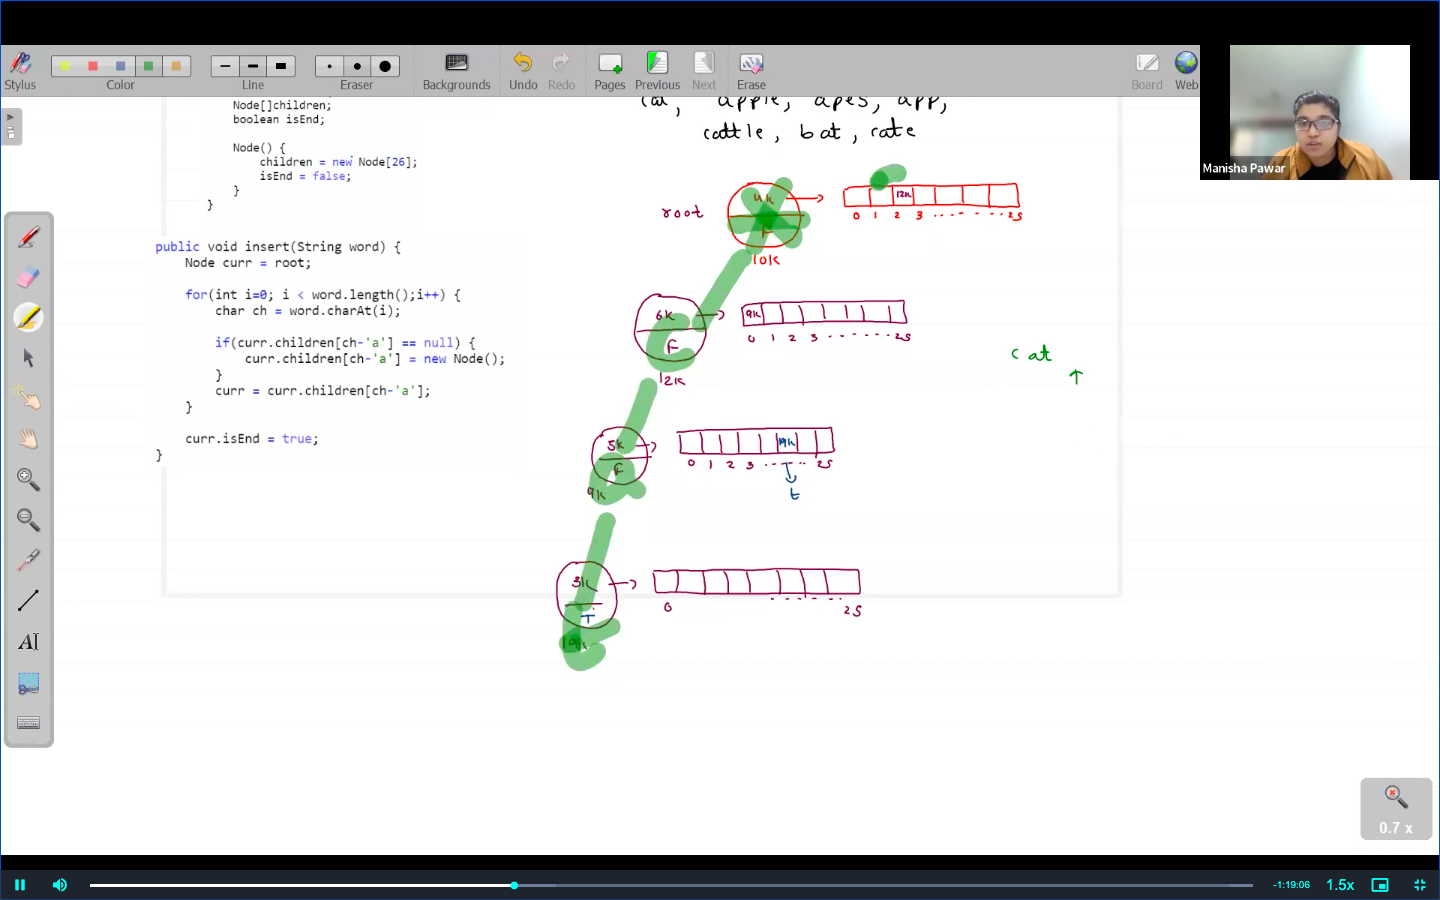 Stylus
Color
Line
Eraser
Backgrounds
Undo
Redo
Pages
Previous
Next
Erase
Board
Web
Manisha Pawar
Node[]children;
boolean isEnd;
Node() {
children = new Node[26];
isEnd = false;
}
}
public void insert(String word) {
Node curr = root;
for(int i=0; i < word.length();i++) {
char ch = word.charAt(i);
if(curr.children[ch-'a'] == null) {
curr.children[ch-'a'] = new Node();
}
curr = curr.children[ch-'a'];
}
curr.isEnd = true;
}
apple, apes, app,
cattle, bat, cate
root
4k
F
10k
12k
0 1 2 3 ........ 25
6k
F
12k
9k
0 1 2 3 ....... 25
cat
↑
5k
F
9k
19k
0 1 2 3 ..... 25
t
3k
T
19k
0 ...... 25
AI
0.7 x
-1:19:06
1.5x